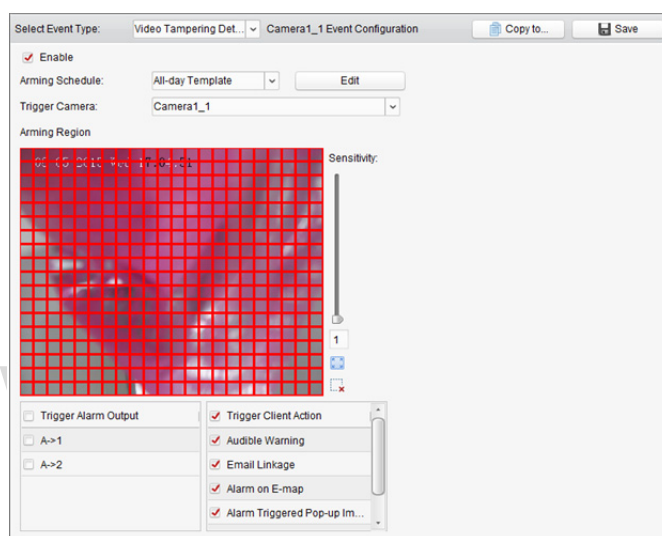 Select Event Type: Video Tampering Det... Camera1_1 Event Configuration Copy to... Save
Enable
Arming Schedule: All-day Template Edit
Trigger Camera: Camera1_1
Arming Region
Sensitivity:
1
Trigger Alarm Output Trigger Client Action
A->1 Audible Warning
A->2 Email Linkage
Alarm on E-map
Alarm Triggered Pop-up Im...